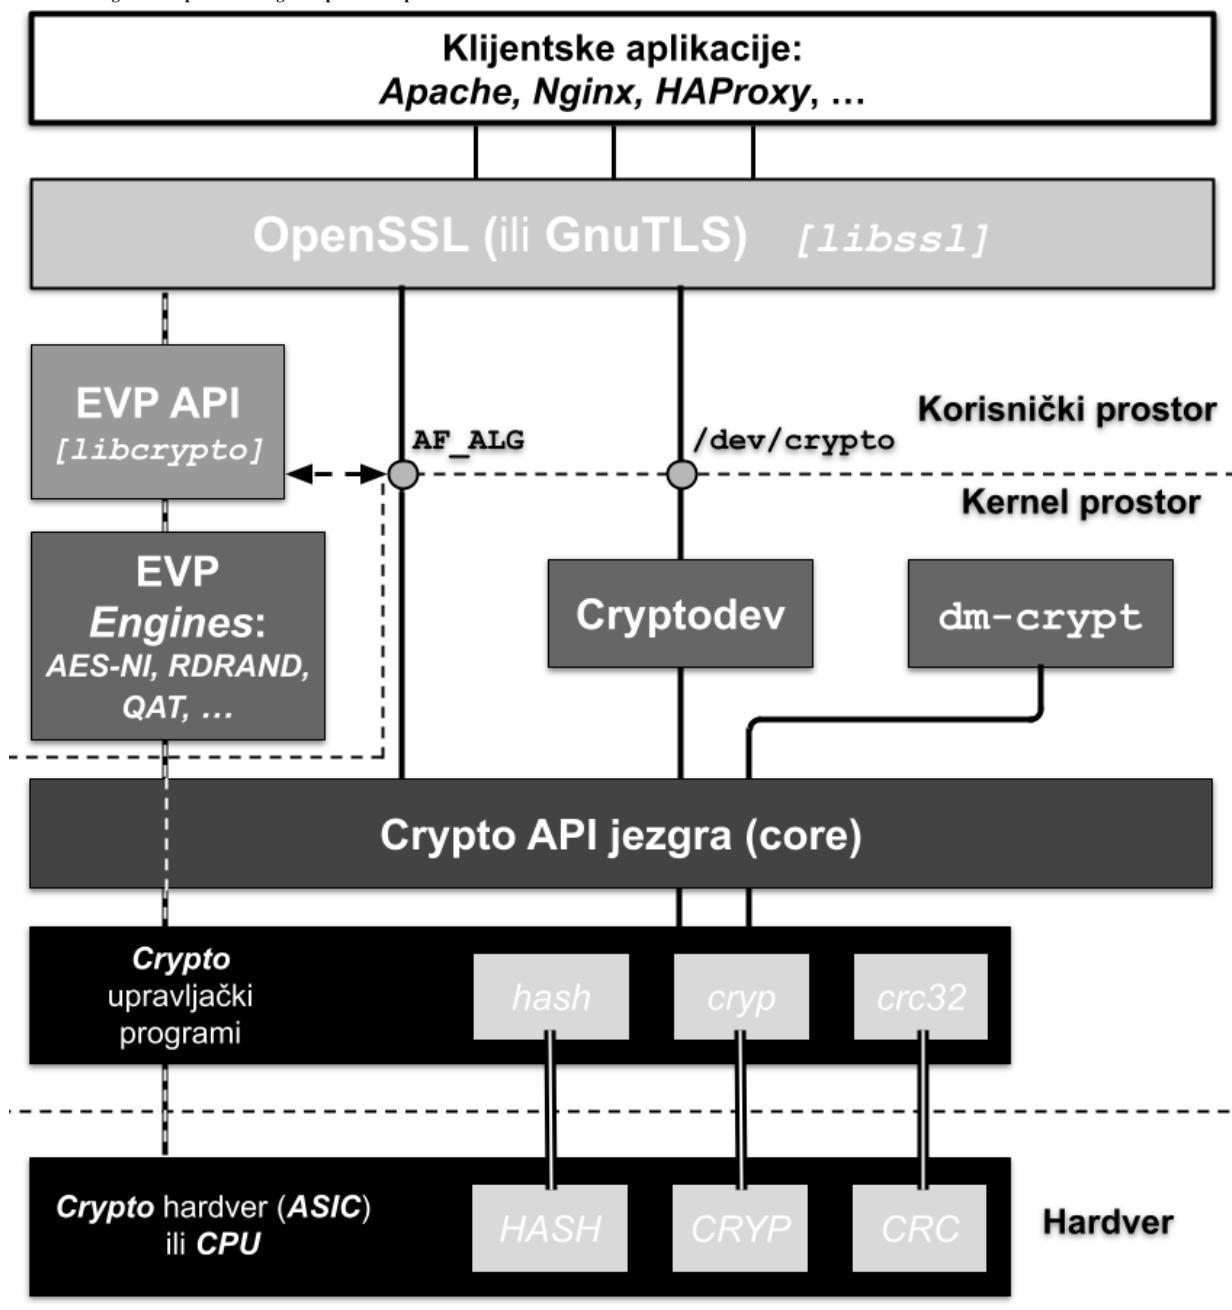 Klijentske aplikacije:
Apache, Nginx, HAProxy, …
OpenSSL (ili GnuTLS) [libssl]
EVP API
[libcrypto]
AF_ALG
/dev/crypto
Korisnički prostor
Kernel prostor
EVP
Engines:
AES-NI, RDRAND,
QAT, …
Cryptodev
dm-crypt
Crypto API jezgra (core)
Crypto
upravljački
programi
hash
cryp
crc32
Crypto hardver (ASIC)
ili CPU
HASH
CRYP
CRC
Hardver